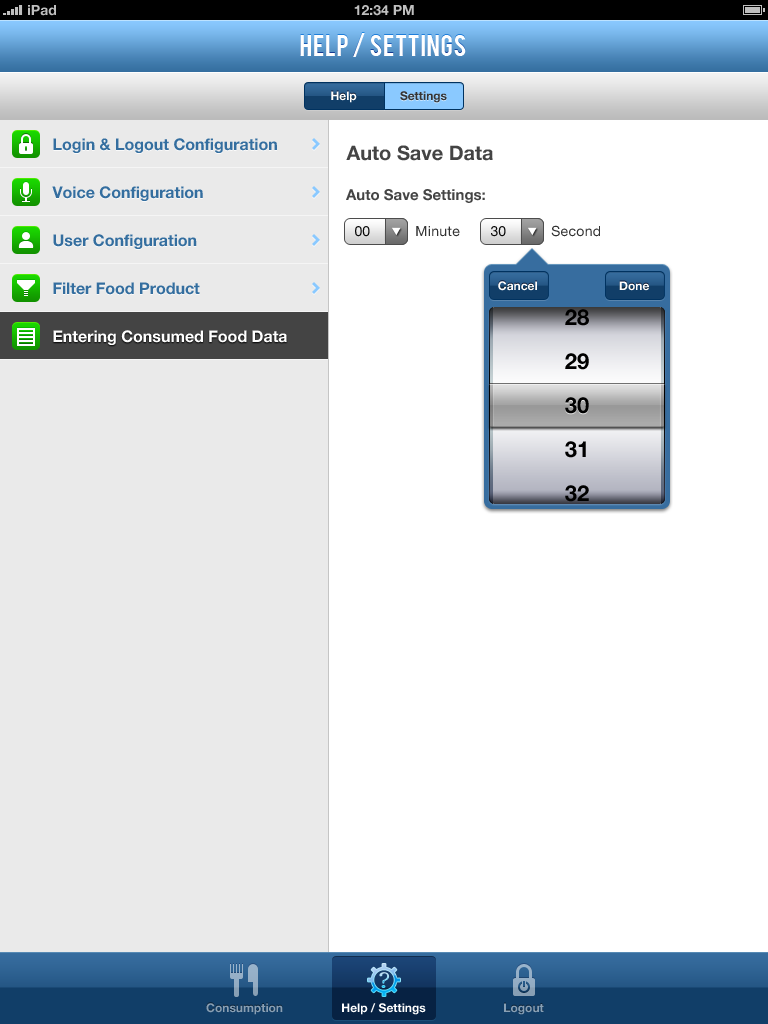 iPad
12:34 PM
HELP / SETTINGS
Help
Settings
Login & Logout Configuration
Voice Configuration
User Configuration
Filter Food Product
Entering Consumed Food Data
Auto Save Data
Auto Save Settings:
00 Minute 30 Second
Cancel Done
28
29
30
31
32
Consumption
Help / Settings
Logout